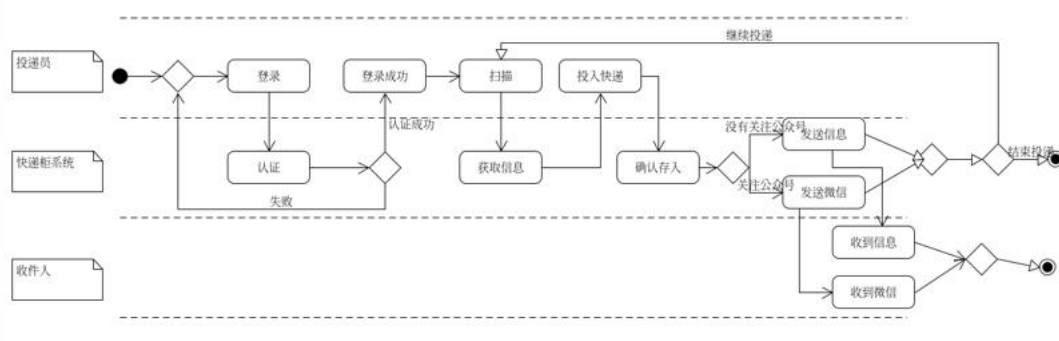 继续投递
投递员
登录
登录成功
扫描
投入快递
认证成功
没有关注公众号
发送信息
快递柜系统
认证
获取信息
确认存入
结束投递
关注公众号
发送微信
失败
收到信息
收件人
收到微信